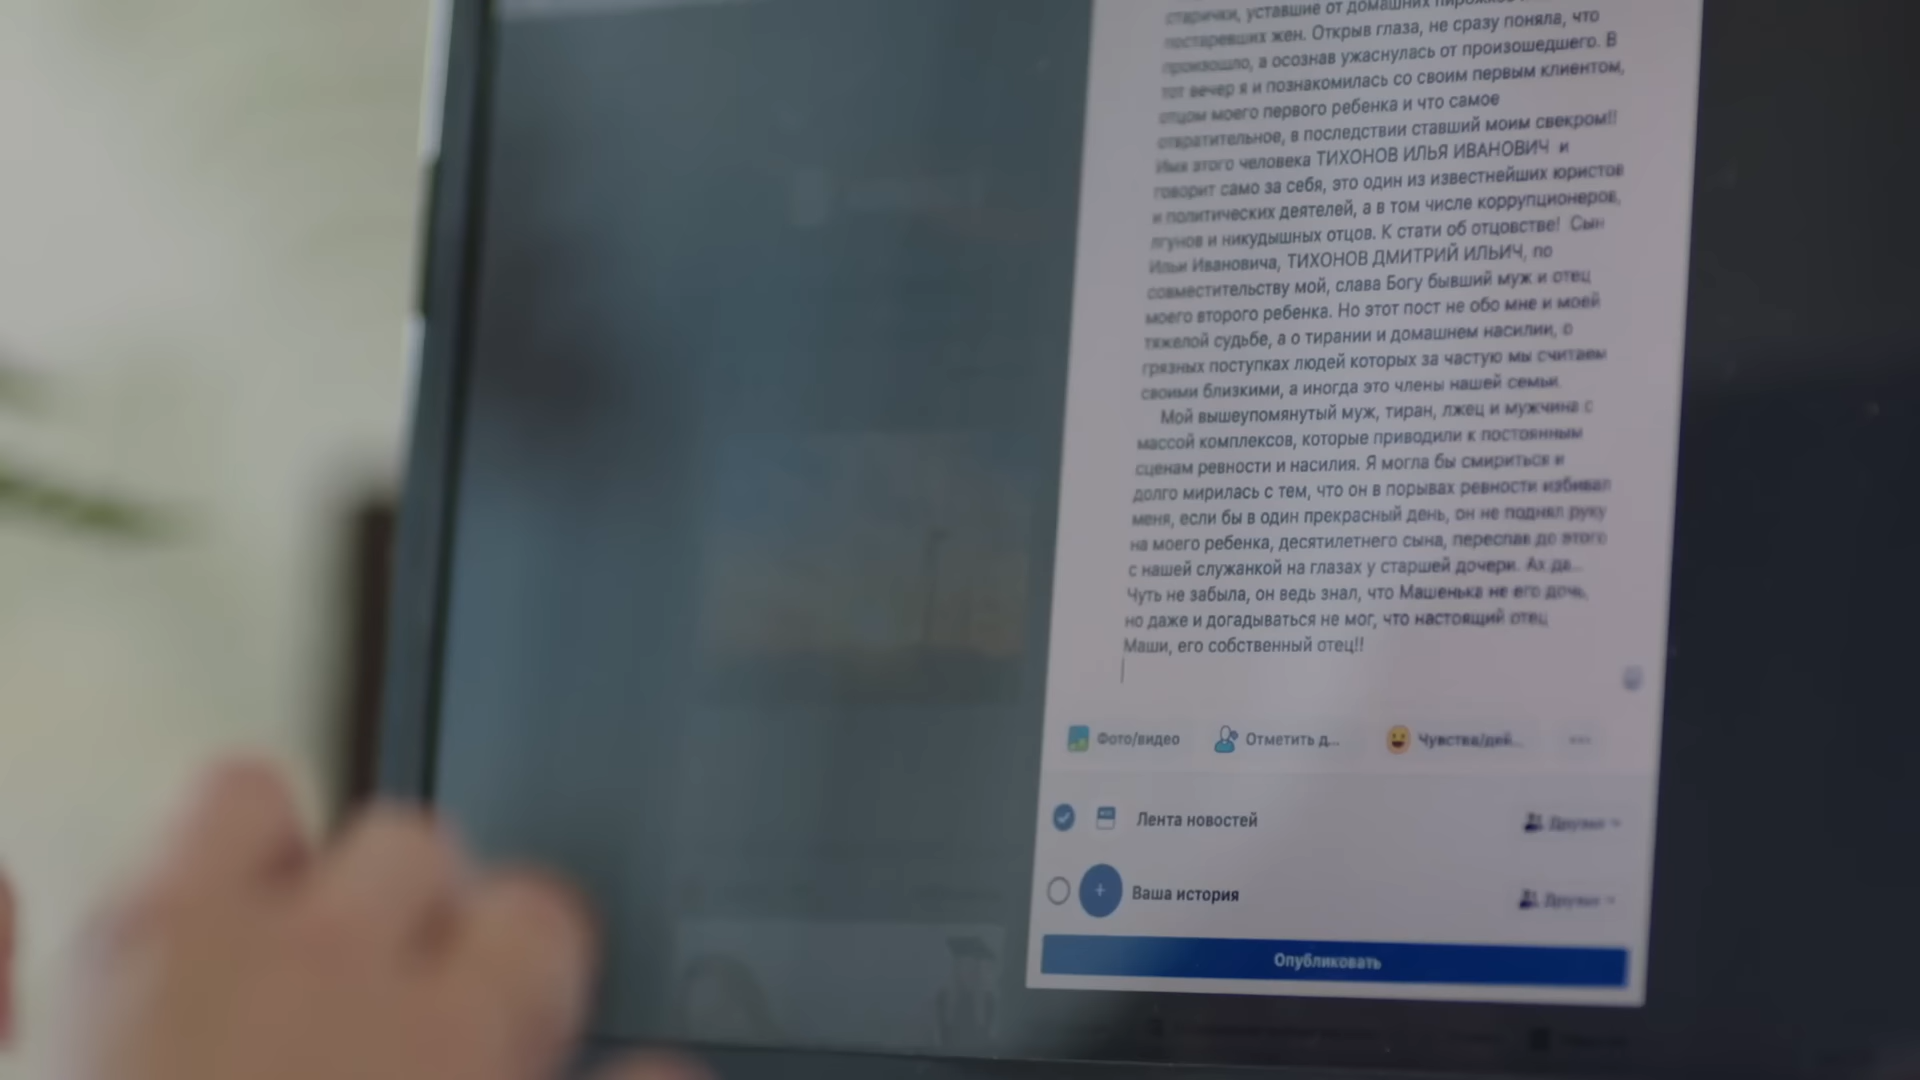 старички, уставшие от домашних пирожков
постаревших жен. Открыв глаза, не сразу поняла, что
произошло, а осознав ужаснулась от произошедшего. В
тот вечер я и познакомилась со своим первым клиентом,
отцом моего первого ребенка и что самое
отвратительное, в последствии ставший моим свекром!!
Имя этого человека ТИХОНОВ ИЛЬЯ ИВАНОВИЧ и
говорит само за себя, это один из известнейших юристов
и политических деятелей, а в том числе коррупционеров,
лгунов и никудышных отцов. К стати об отцовстве! Сын
Ильи Ивановича, ТИХОНОВ ДМИТРИЙ ИЛЬИЧ, по
совместительству мой, слава Богу бывший муж и отец
моего второго ребенка. Но этот пост не обо мне и моей
тяжелой судьбе, а о тирании и домашнем насилии, о
грязных поступках людей которых за частую мы считаем
своими близкими, а иногда это члены нашей семьи.
Мой вышеупомянутый муж, тиран, лжец и мужчина с
массой комплексов, которые приводили к постоянным
сценам ревности и насилия. Я могла бы смириться и
долго мирилась с тем, что он в порывах ревности избивал
меня, если бы в один прекрасный день, он не поднял руку
на моего ребенка, десятилетнего сына, переспав до этого
с нашей служанкой на глазах у старшей дочери. Ах да...
Чуть не забыла, он ведь знал, что Машенька не его дочь,
но даже и догадываться не мог, что настоящий отец
Маши, его собственный отец!!
Фото/видео Отметить д... Чувства/дей...
Лента новостей Друзья
Ваша история Друзья
Опубликовать